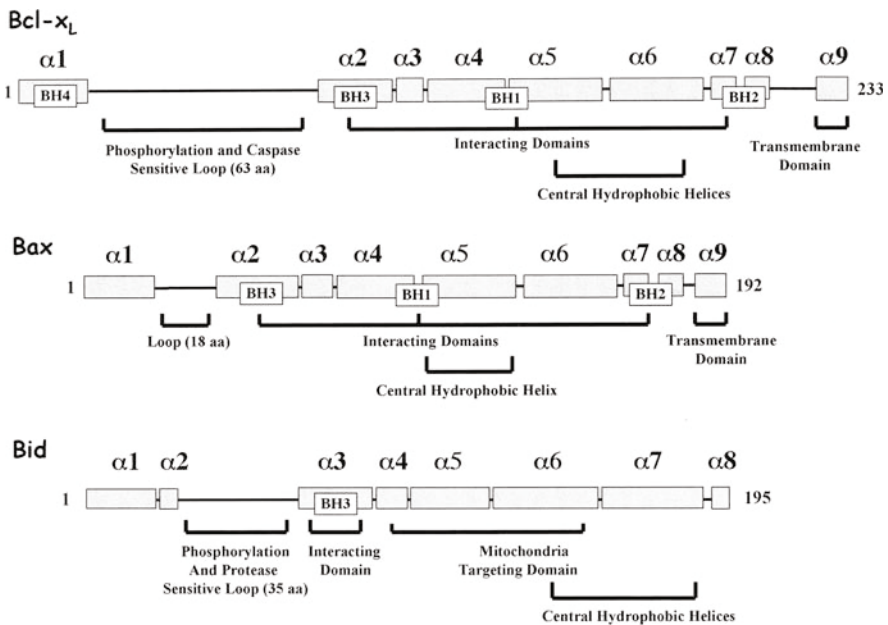 Bcl-xL
α1 α2 α3 α4 α5 α6 α7 α8 α9
1 BH4 BH3 BH1 BH2 233
Phosphorylation and Caspase
Sensitive Loop (63 aa)
Interacting Domains
Transmembrane
Domain
Central Hydrophobic Helices
Bax
α1 α2 α3 α4 α5 α6 α7 α8 α9
1 BH3 BH1 BH2 192
Loop (18 aa)
Interacting Domains
Transmembrane
Domain
Central Hydrophobic Helix
Bid
α1 α2 α3 α4 α5 α6 α7 α8
1 BH3 195
Phosphorylation
And Protease
Sensitive Loop (35 aa)
Interacting
Domain
Mitochondria
Targeting Domain
Central Hydrophobic Helices